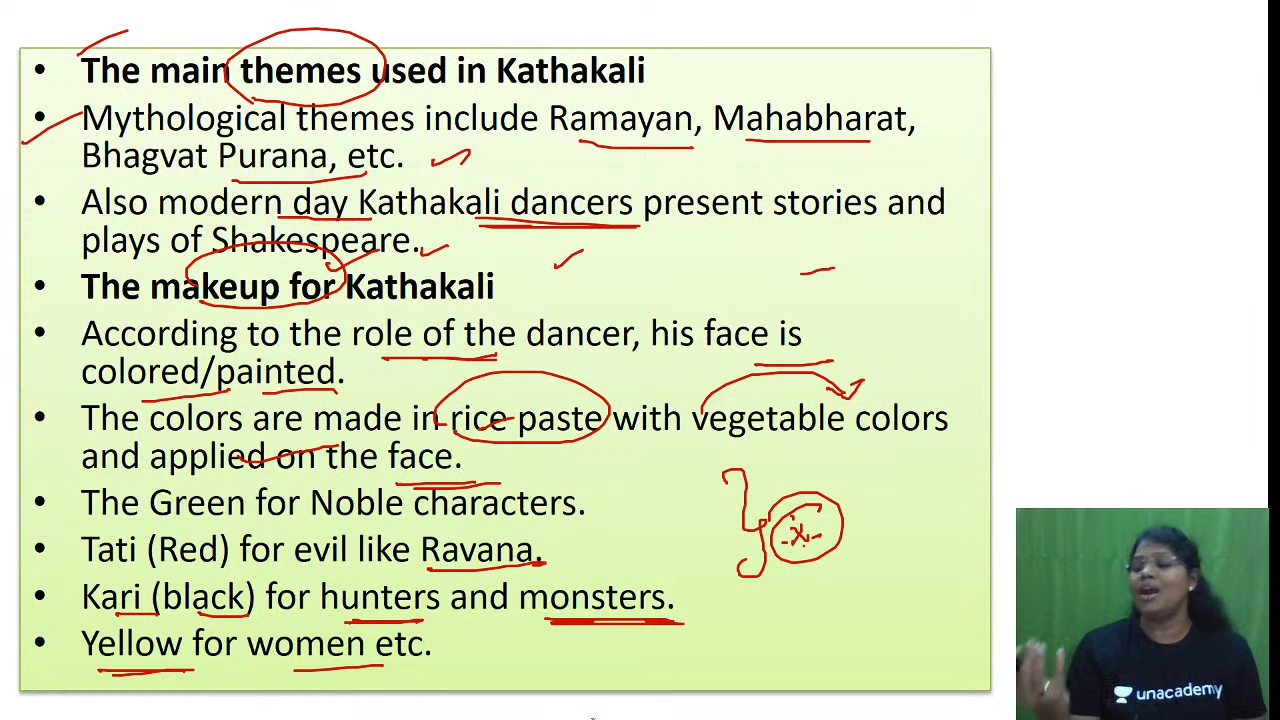 • The main themes used in Kathakali
• Mythological themes include Ramayan, Mahabharat,
Bhagvat Purana, etc.
• Also modern day Kathakali dancers present stories and
plays of Shakespeare.
• The makeup for Kathakali
• According to the role of the dancer, his face is
colored/painted.
• The colors are made in rice paste with vegetable colors
and applied on the face.
• The Green for Noble characters.
• Tati (Red) for evil like Ravana.
• Kari (black) for hunters and monsters.
• Yellow for women etc.
unacademy